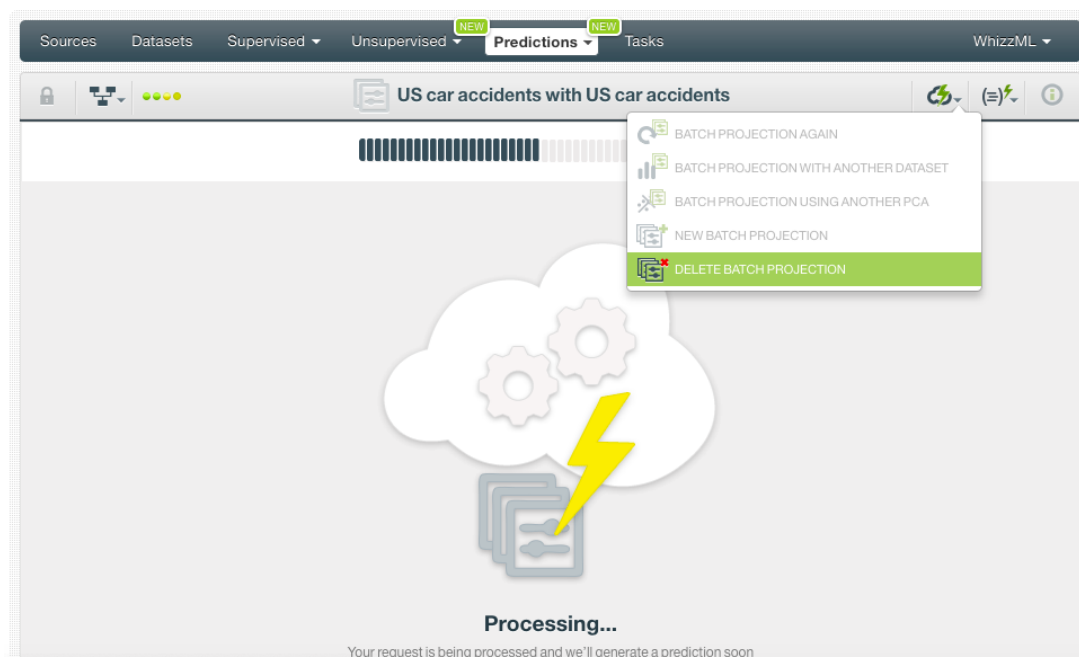 NEW NEW
Sources Datasets Supervised Unsupervised Predictions Tasks WhizzML
US car accidents with US car accidents
BATCH PROJECTION AGAIN
BATCH PROJECTION WITH ANOTHER DATASET
BATCH PROJECTION USING ANOTHER PCA
NEW BATCH PROJECTION
DELETE BATCH PROJECTION
Processing...
Your request is being processed and we'll generate a prediction soon